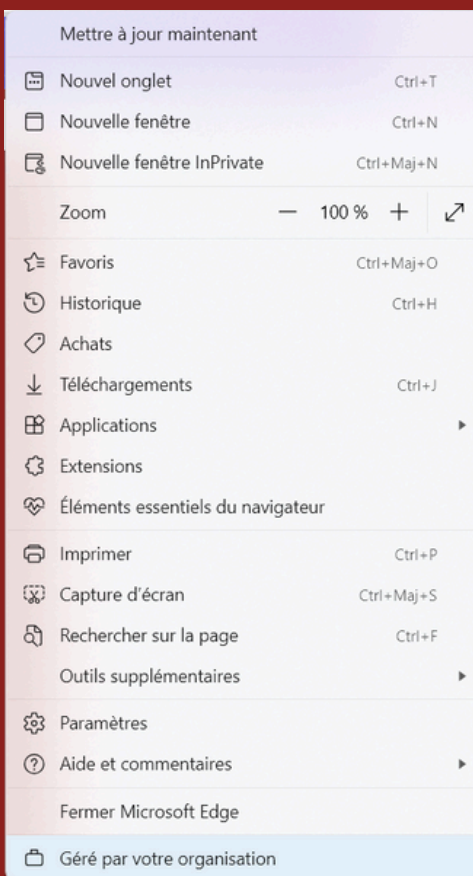 Mettre à jour maintenant
Nouvel onglet Ctrl+T
Nouvelle fenêtre Ctrl+N
Nouvelle fenêtre InPrivate Ctrl+Maj+N
Zoom — 100 % +
Favoris Ctrl+Maj+O
Historique Ctrl+H
Achats
Téléchargements Ctrl+J
Applications
Extensions
Éléments essentiels du navigateur
Imprimer Ctrl+P
Capture d'écran Ctrl+Maj+S
Rechercher sur la page Ctrl+F
Outils supplémentaires
Paramètres
Aide et commentaires
Fermer Microsoft Edge
Géré par votre organisation